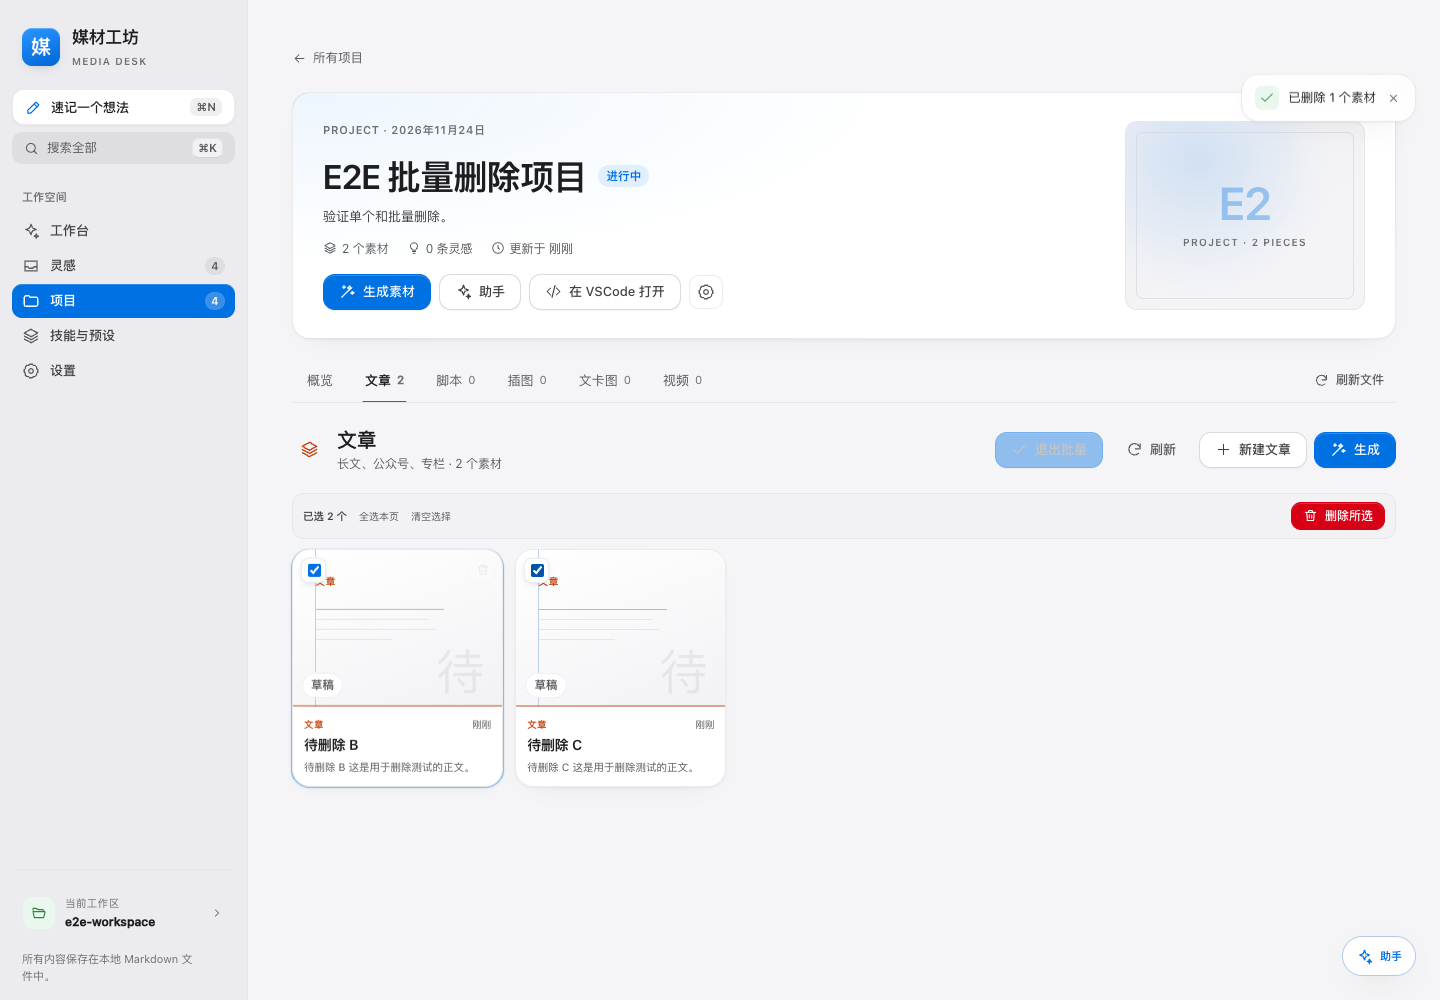 媒
媒材工坊
MEDIA DESK
速记一个想法 ⌘N
搜索全部 ⌘K
工作空间
工作台
灵感 4
项目 4
技能与预设
设置
当前工作区
e2e-workspace
所有内容保存在本地 Markdown 文
件中。
所有项目
已删除 1 个素材
PROJECT · 2026年11月24日
E2E 批量删除项目 进行中
验证单个和批量删除。
2 个素材 0 条灵感 更新于 刚刚
生成素材 助手 在 VSCode 打开
E2
PROJECT · 2 PIECES
概览 文章 2 脚本 0 插图 0 文卡图 0 视频 0 刷新文件
文章
长文、公众号、专栏 · 2 个素材
退出批量 刷新 新建文章 生成
已选 2 个 全选本页 清空选择 删除所选
文章
待
草稿
文章 刚刚
待删除 B
待删除 B 这是用于删除测试的正文。
文章
待
草稿
文章 刚刚
待删除 C
待删除 C 这是用于删除测试的正文。
助手